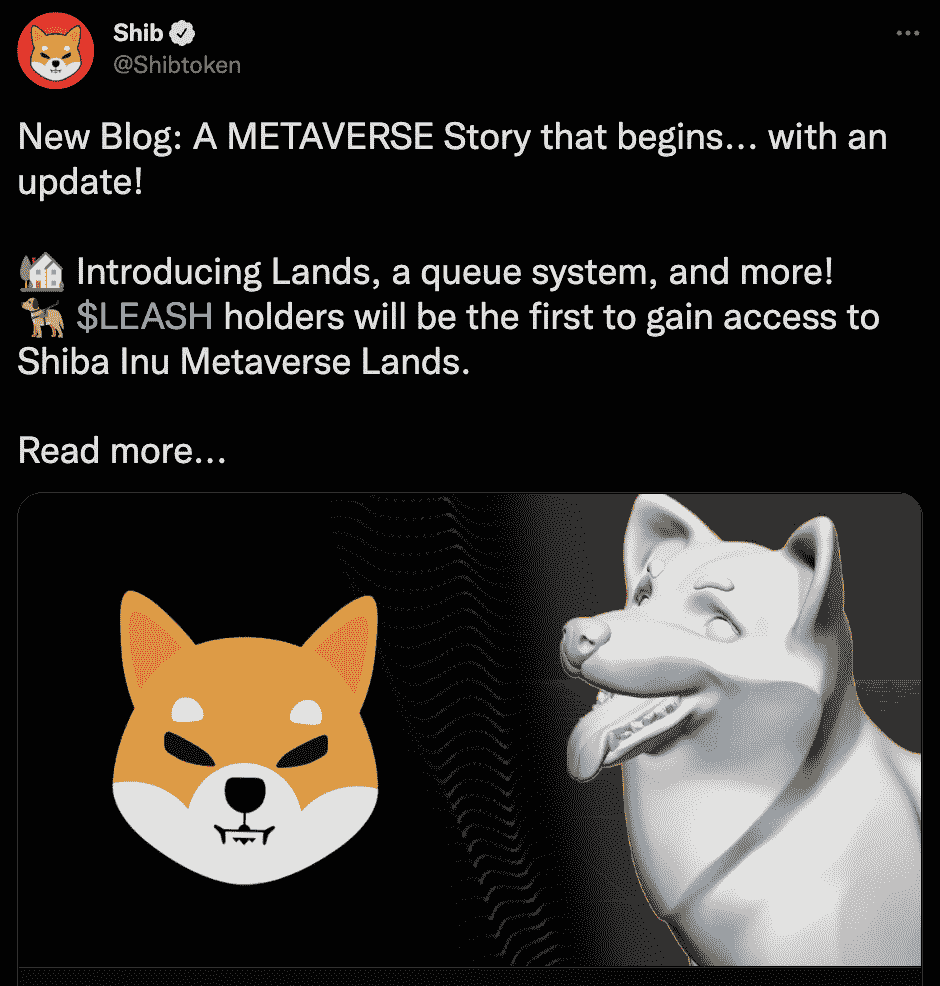 Shib
@Shibtoken
New Blog: A METAVERSE Story that begins... with an
update!
🏘 Introducing Lands, a queue system, and more!
🐕‍🦺 $LEASH holders will be the first to gain access to
Shiba Inu Metaverse Lands.
Read more...